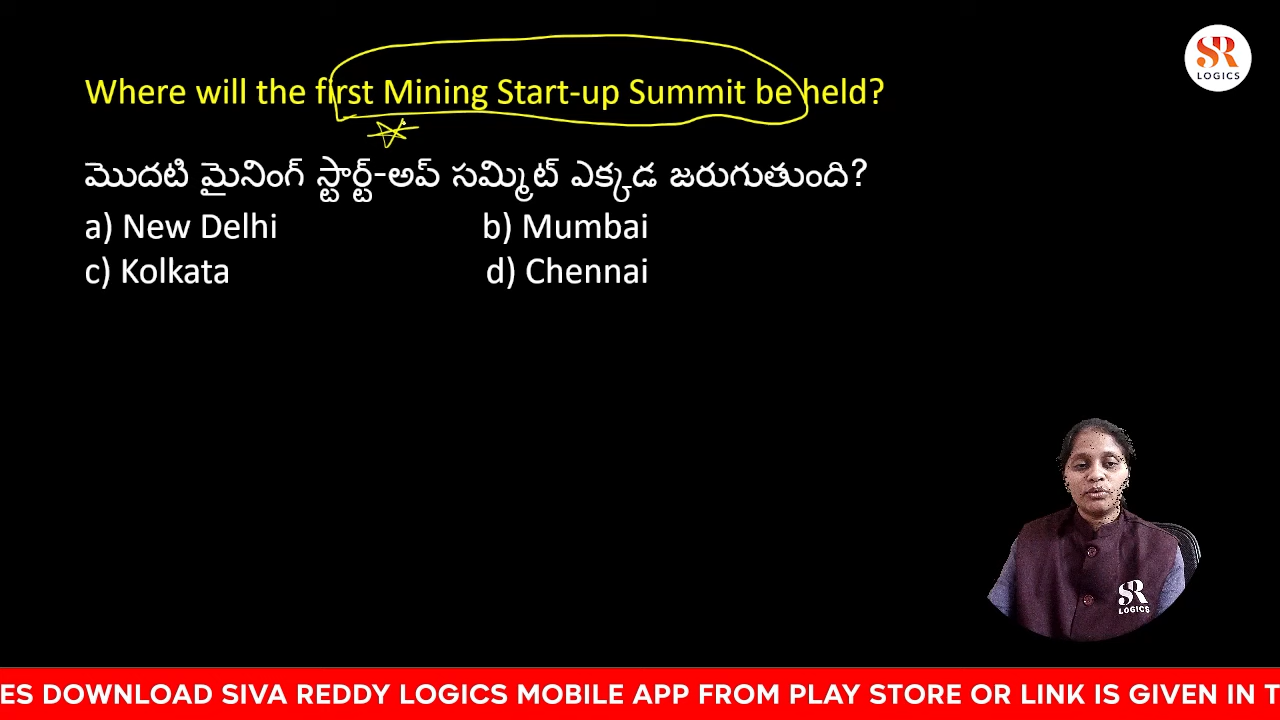 SR
LOGICS
Where will the first Mining Start-up Summit be held?
మొదటి మైనింగ్ స్టార్ట్-అప్ సమ్మిట్ ఎక్కడ జరుగుతుంది?
a) New Delhi b) Mumbai
c) Kolkata d) Chennai
SR
LOGICS
ES DOWNLOAD SIVA REDDY LOGICS MOBILE APP FROM PLAY STORE OR LINK IS GIVEN IN T